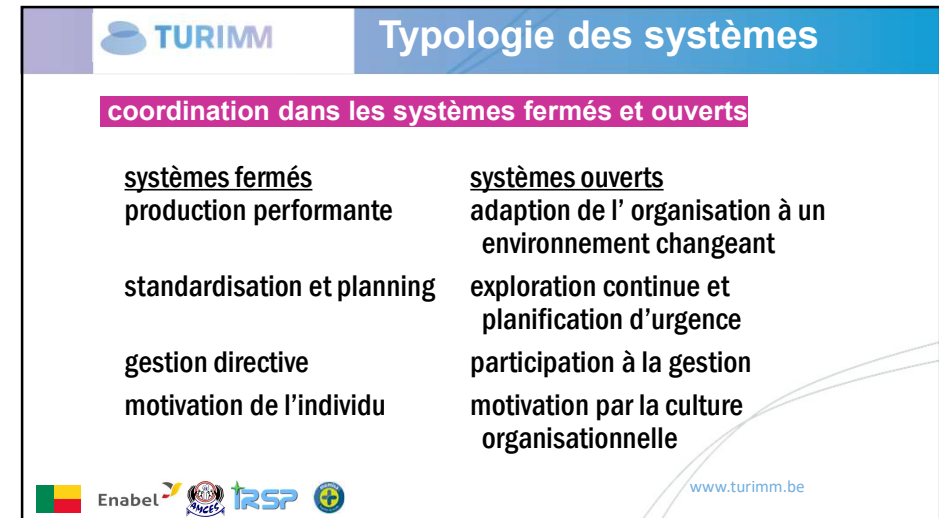 TURIMM
Typologie des systèmes
coordination dans les systèmes fermés et ouverts
systèmes fermés
systèmes ouverts
production performante
adaption de l' organisation à un
environnement changeant
standardisation et planning
exploration continue et
planification d'urgence
gestion directive
participation à la gestion
motivation de l'individu
motivation par la culture
organisationnelle
Enabel
AMCES
IRSP
www.turimm.be